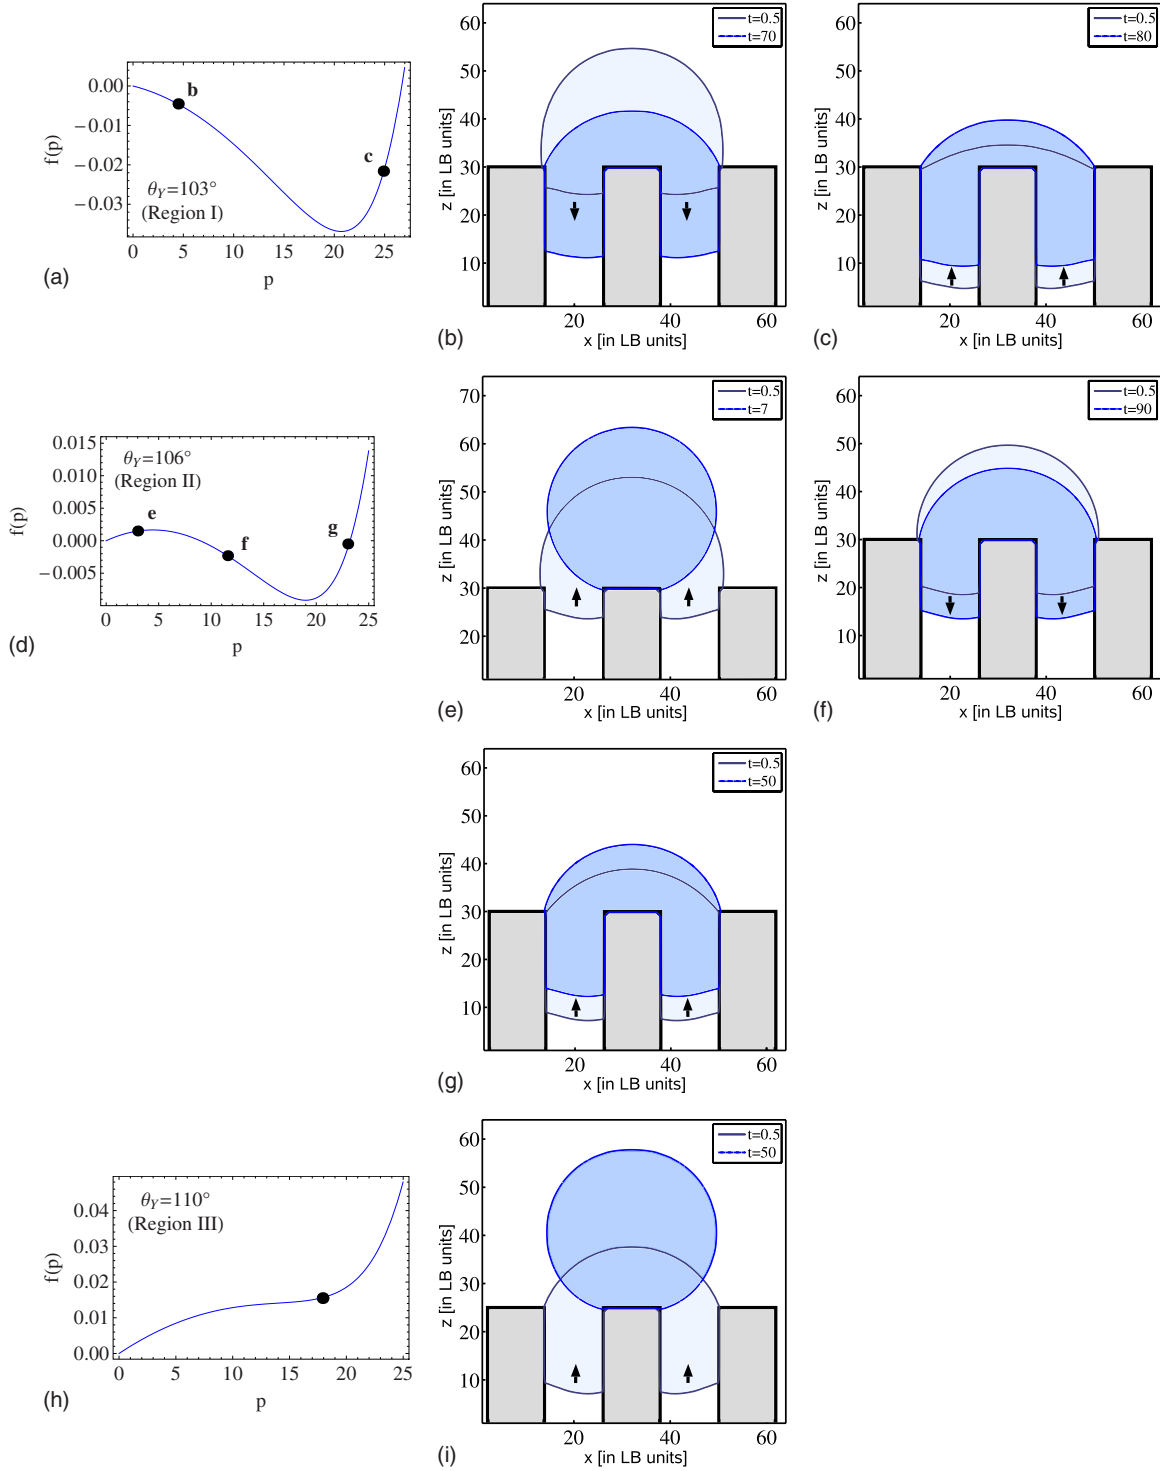 0.00
−0.01
−0.02
−0.03
f(p)
b
c
θY=103°
(Region I)
0 5 10 15 20 25
p
(a)
60
50
40
30
20
10
z [in LB units]
t=0.5
t=70
20 40 60
x [in LB units]
(b)
60
50
40
30
20
10
z [in LB units]
t=0.5
t=80
20 40 60
x [in LB units]
(c)
0.015
0.010
0.005
0.000
−0.005
f(p)
θY=106°
(Region II)
e
f
g
0 5 10 15 20 25
p
(d)
70
60
50
40
30
20
z [in LB units]
t=0.5
t=7
20 40 60
x [in LB units]
(e)
60
50
40
30
20
10
z [in LB units]
t=0.5
t=90
20 40 60
x [in LB units]
(f)
60
50
40
30
20
10
z [in LB units]
t=0.5
t=50
20 40 60
x [in LB units]
(g)
0.04
0.03
0.02
0.01
0.00
f(p)
θY=110°
(Region III)
0 5 10 15 20 25
p
(h)
60
50
40
30
20
10
z [in LB units]
t=0.5
t=50
20 40 60
x [in LB units]
(i)